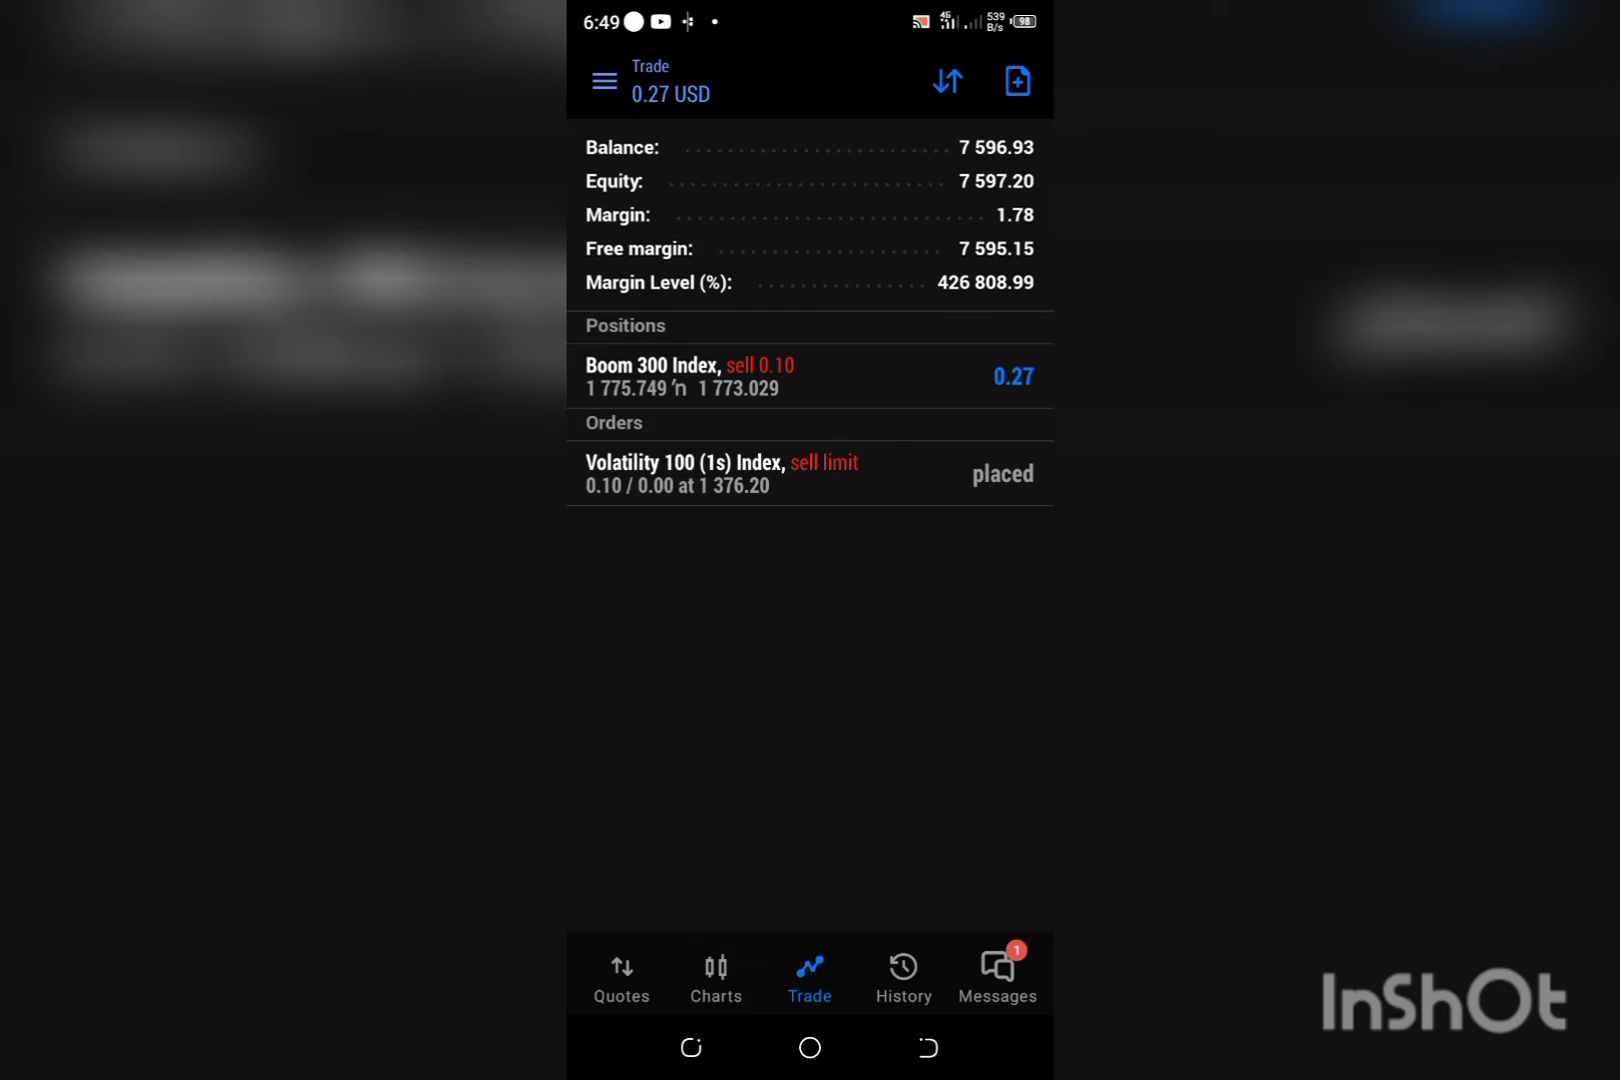 6:49
4G
539 B/s
98
Trade
0.27 USD
Balance: 7 596.93
Equity: 7 597.20
Margin: 1.78
Free margin: 7 595.15
Margin Level (%): 426 808.99
Positions
Boom 300 Index, sell 0.10
1 775.749 'n 1 773.029
0.27
Orders
Volatility 100 (1s) Index, sell limit
0.10 / 0.00 at 1 376.20
placed
1
Quotes Charts Trade History Messages
InShOt